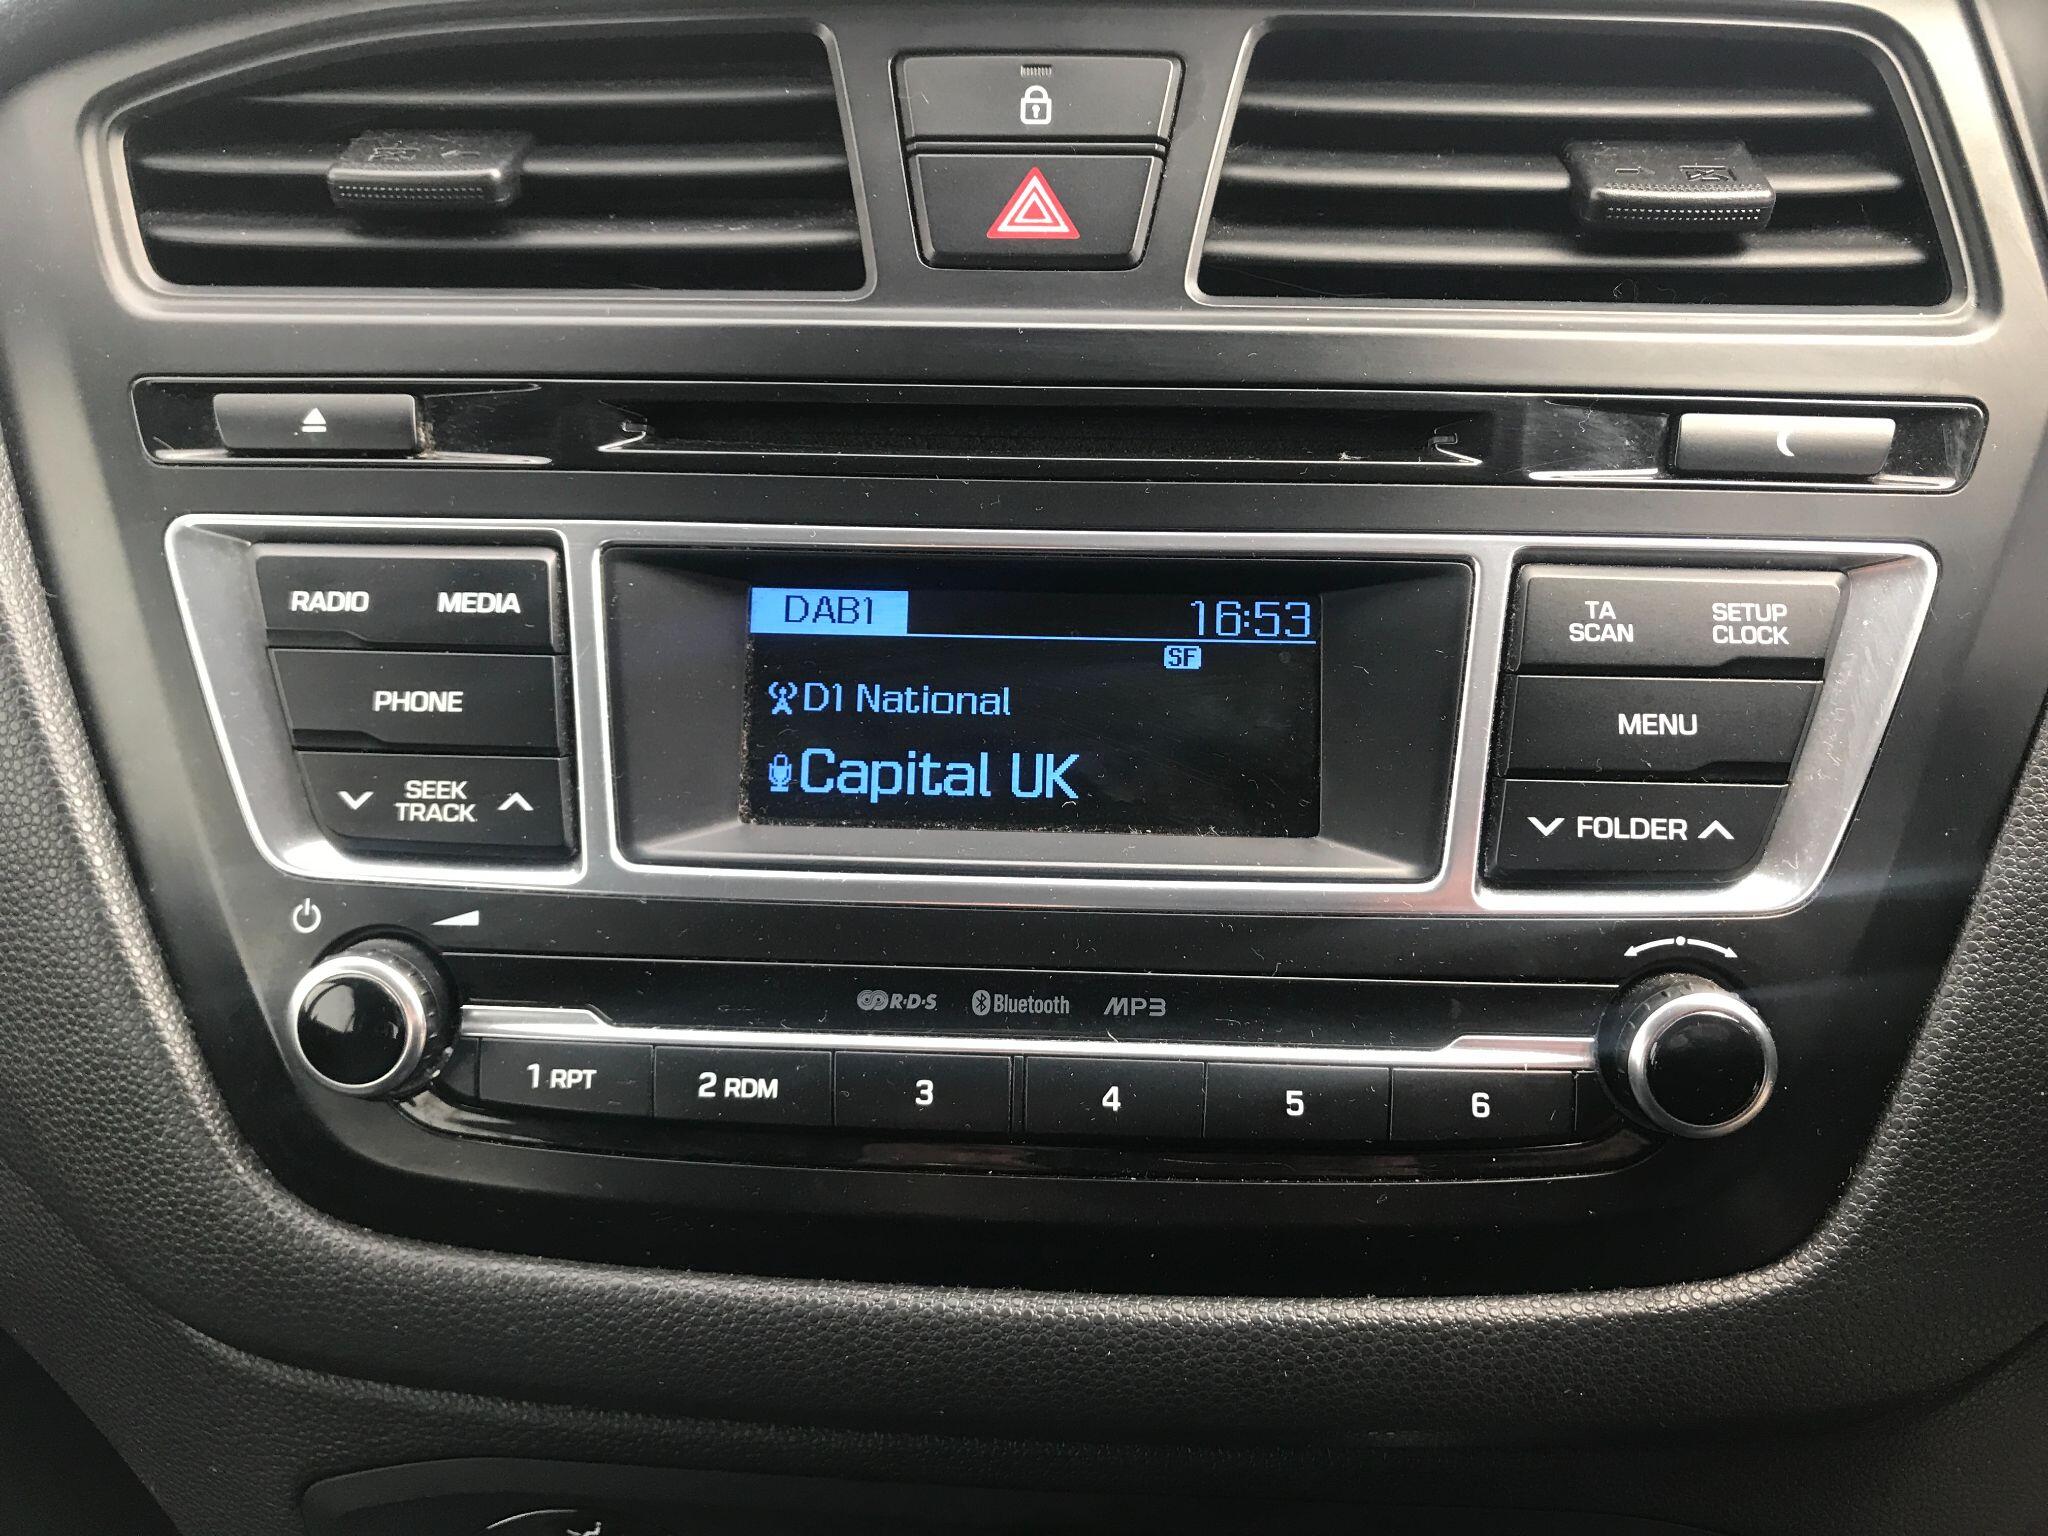 RADIO MEDIA
PHONE
SEEK
TRACK
DAB1 16:53
SF
D1 National
Capital UK
TA
SCAN
SETUP
CLOCK
MENU
FOLDER
R·D·S Bluetooth MP3
1 RPT 2 RDM 3 4 5 6